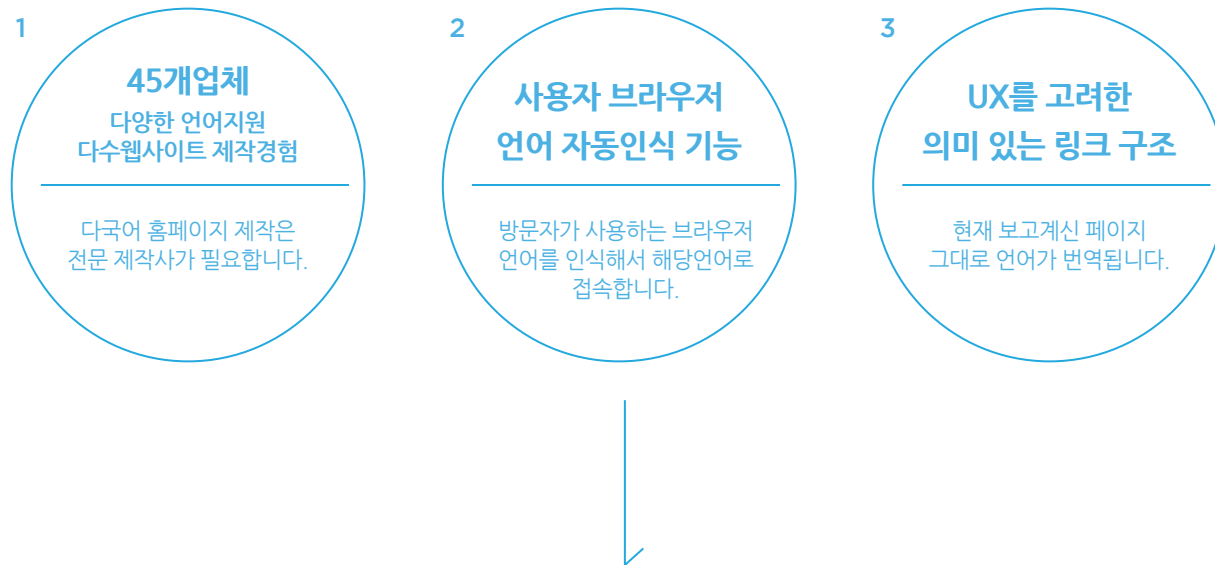 1
45개업체
다양한 언어지원
다수웹사이트 제작경험
다국어 홈페이지 제작은
전문 제작사가 필요합니다.
2
사용자 브라우저
언어 자동인식 기능
방문자가 사용하는 브라우저
언어를 인식해서 해당언어로
접속합니다.
3
UX를 고려한
의미 있는 링크 구조
현재 보고계신 페이지
그대로 언어가 번역됩니다.